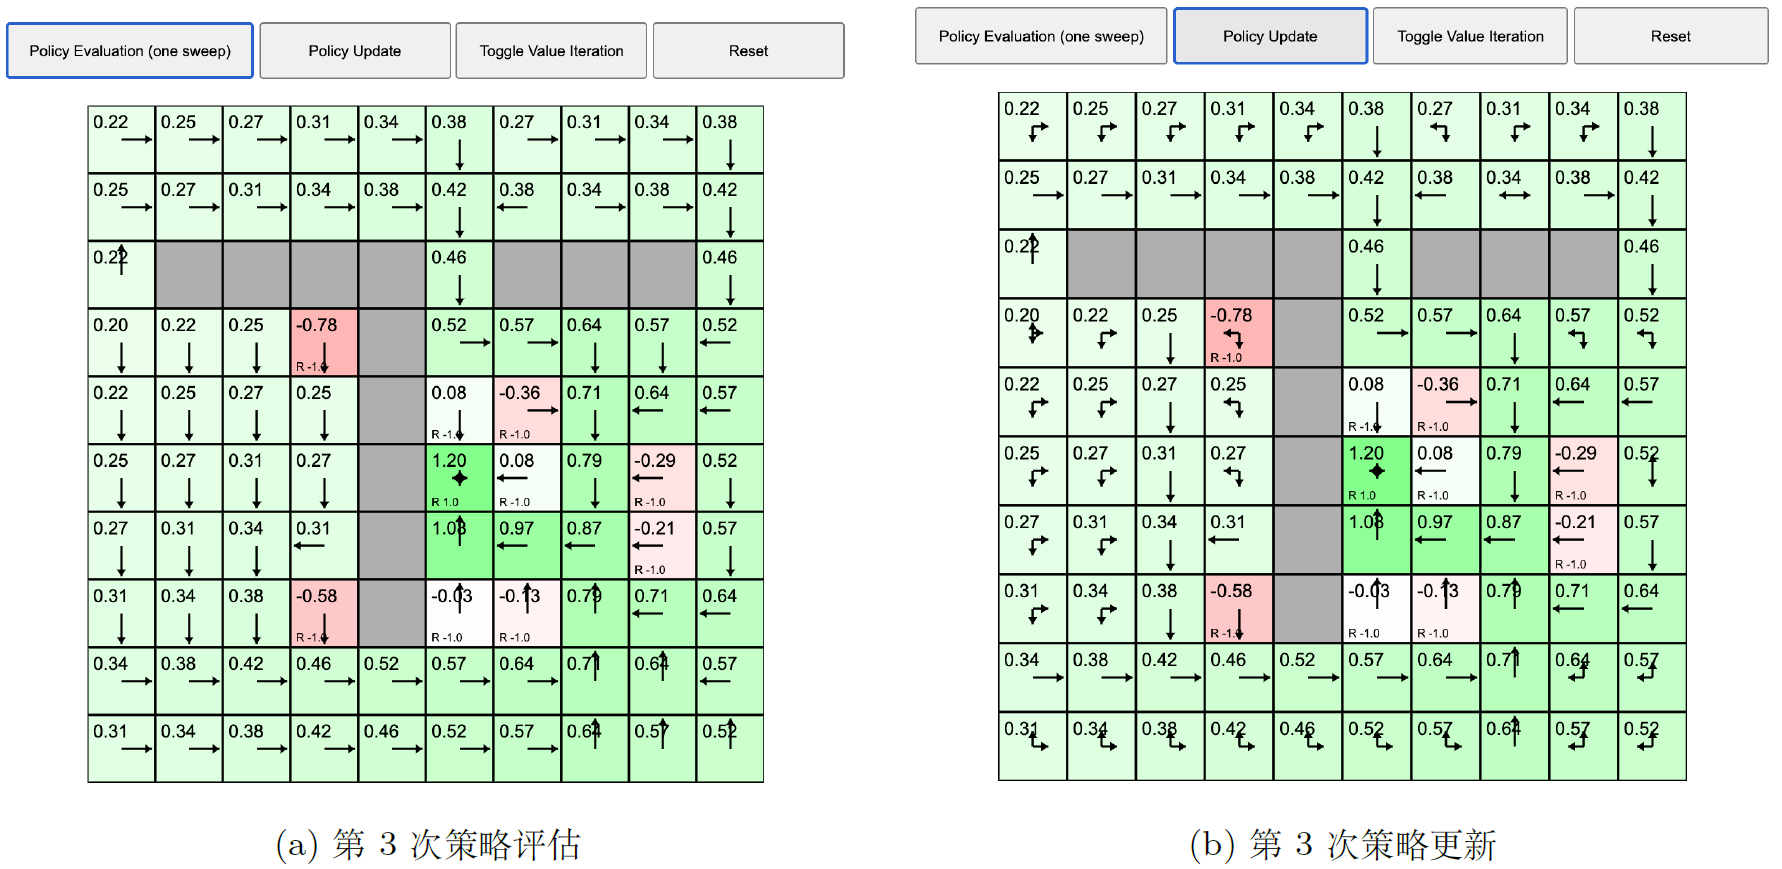 Policy Evaluation (one sweep) Policy Update Toggle Value Iteration Reset
0.22 0.25 0.27 0.31 0.34 0.38 0.27 0.31 0.34 0.38
0.25 0.27 0.31 0.34 0.38 0.42 0.38 0.34 0.38 0.42
0.22 0.46 0.46
0.20 0.22 0.25 -0.78 0.52 0.57 0.64 0.57 0.52
R -1.0
0.22 0.25 0.27 0.25 0.08 -0.36 0.71 0.64 0.57
R -1.0 R -1.0
0.25 0.27 0.31 0.27 1.20 0.08 0.79 -0.29 0.52
R 1.0 R -1.0 R -1.0
0.27 0.31 0.34 0.31 1.08 0.97 0.87 -0.21 0.57
R -1.0
0.31 0.34 0.38 -0.58 -0.03 -0.13 0.79 0.71 0.64
R -1.0 R -1.0 R -1.0
0.34 0.38 0.42 0.46 0.52 0.57 0.64 0.71 0.64 0.57
0.31 0.34 0.38 0.42 0.46 0.52 0.57 0.64 0.57 0.52
(a) 第 3 次策略评估
Policy Evaluation (one sweep) Policy Update Toggle Value Iteration Reset
0.22 0.25 0.27 0.31 0.34 0.38 0.27 0.31 0.34 0.38
0.25 0.27 0.31 0.34 0.38 0.42 0.38 0.34 0.38 0.42
0.22 0.46 0.46
0.20 0.22 0.25 -0.78 0.52 0.57 0.64 0.57 0.52
R -1.0
0.22 0.25 0.27 0.25 0.08 -0.36 0.71 0.64 0.57
R -1.0 R -1.0
0.25 0.27 0.31 0.27 1.20 0.08 0.79 -0.29 0.52
R 1.0 R -1.0 R -1.0
0.27 0.31 0.34 0.31 1.08 0.97 0.87 -0.21 0.57
R -1.0
0.31 0.34 0.38 -0.58 -0.03 -0.13 0.79 0.71 0.64
R -1.0 R -1.0 R -1.0
0.34 0.38 0.42 0.46 0.52 0.57 0.64 0.71 0.64 0.57
0.31 0.34 0.38 0.42 0.46 0.52 0.57 0.64 0.57 0.52
(b) 第 3 次策略更新